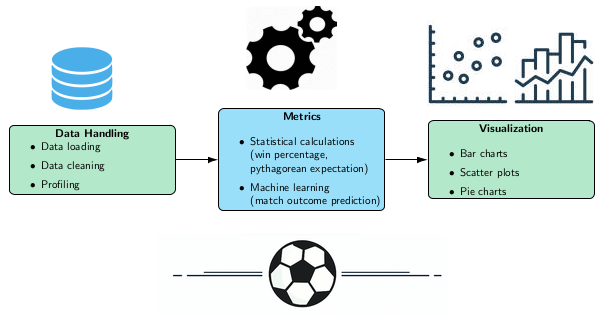 Data Handling
• Data loading
• Data cleaning
• Profiling
Metrics
• Statistical calculations
(win percentage,
pythagorean expectation)
• Machine learning
(match outcome prediction)
Visualization
• Bar charts
• Scatter plots
• Pie charts